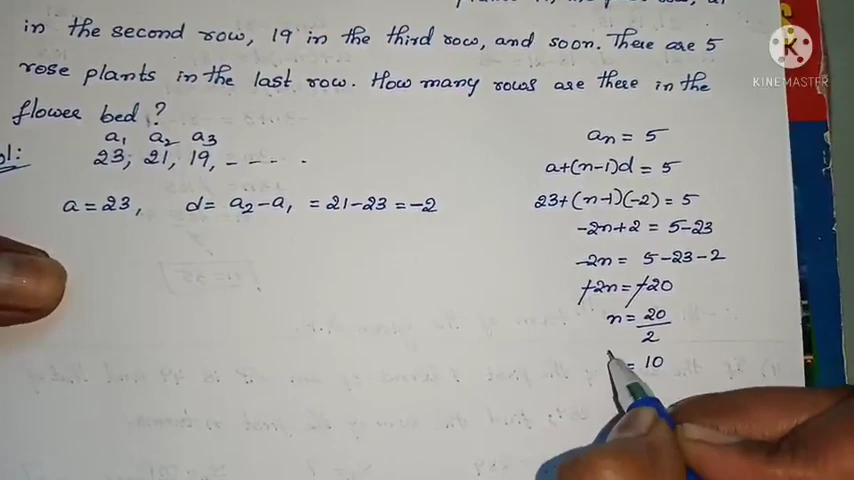 in the second row, 19 in the third row, and soon. There are 5
rose plants in the last row. How many rows are there in the
flower bed ?
a₁ a₂ a₃
23, 21, 19, - - - - .
a = 23, d = a₂ - a₁ = 21 - 23 = -2
aₙ = 5
a+(n-1)d = 5
23+(n-1)(-2) = 5
-2n+2 = 5-23
-2n = 5-23-2
-2n = -20
n = 20/2
= 10
K
KINEMASTER